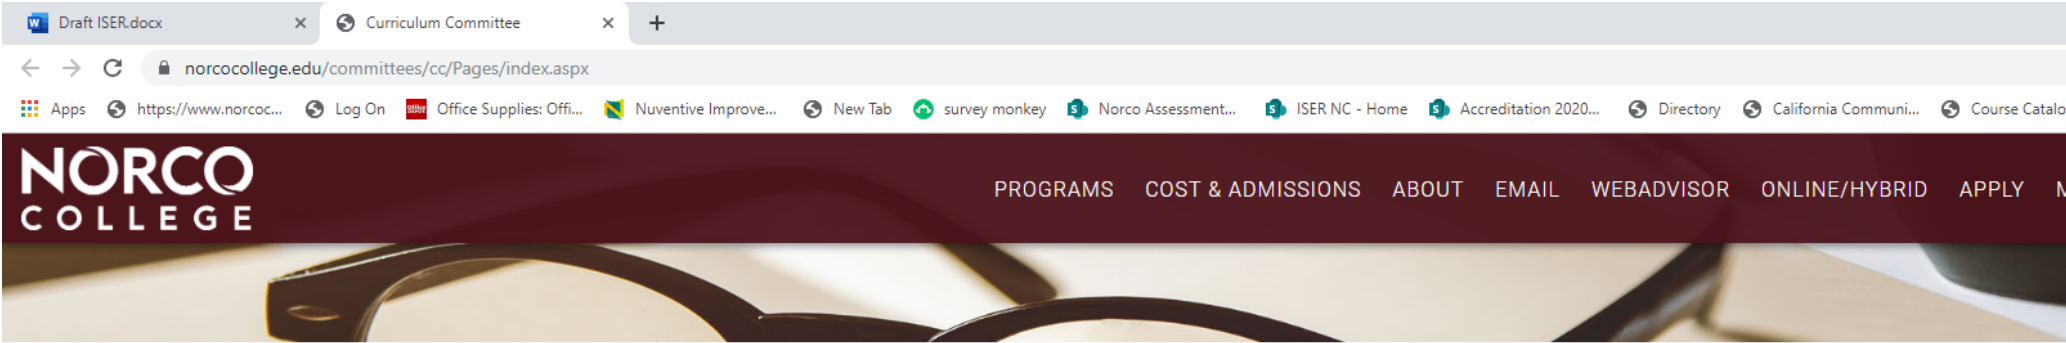 Draft ISER.docx Curriculum Committee
norcocollege.edu/committees/cc/Pages/index.aspx
Apps https://www.norcoc... Log On Office Supplies: Offi... Nuventive Improve... New Tab survey monkey Norco Assessment... ISER NC - Home Accreditation 2020... Directory California Communi... Course Catalo
NORCO
COLLEGE
PROGRAMS COST & ADMISSIONS ABOUT EMAIL WEBADVISOR ONLINE/HYBRID APPLY